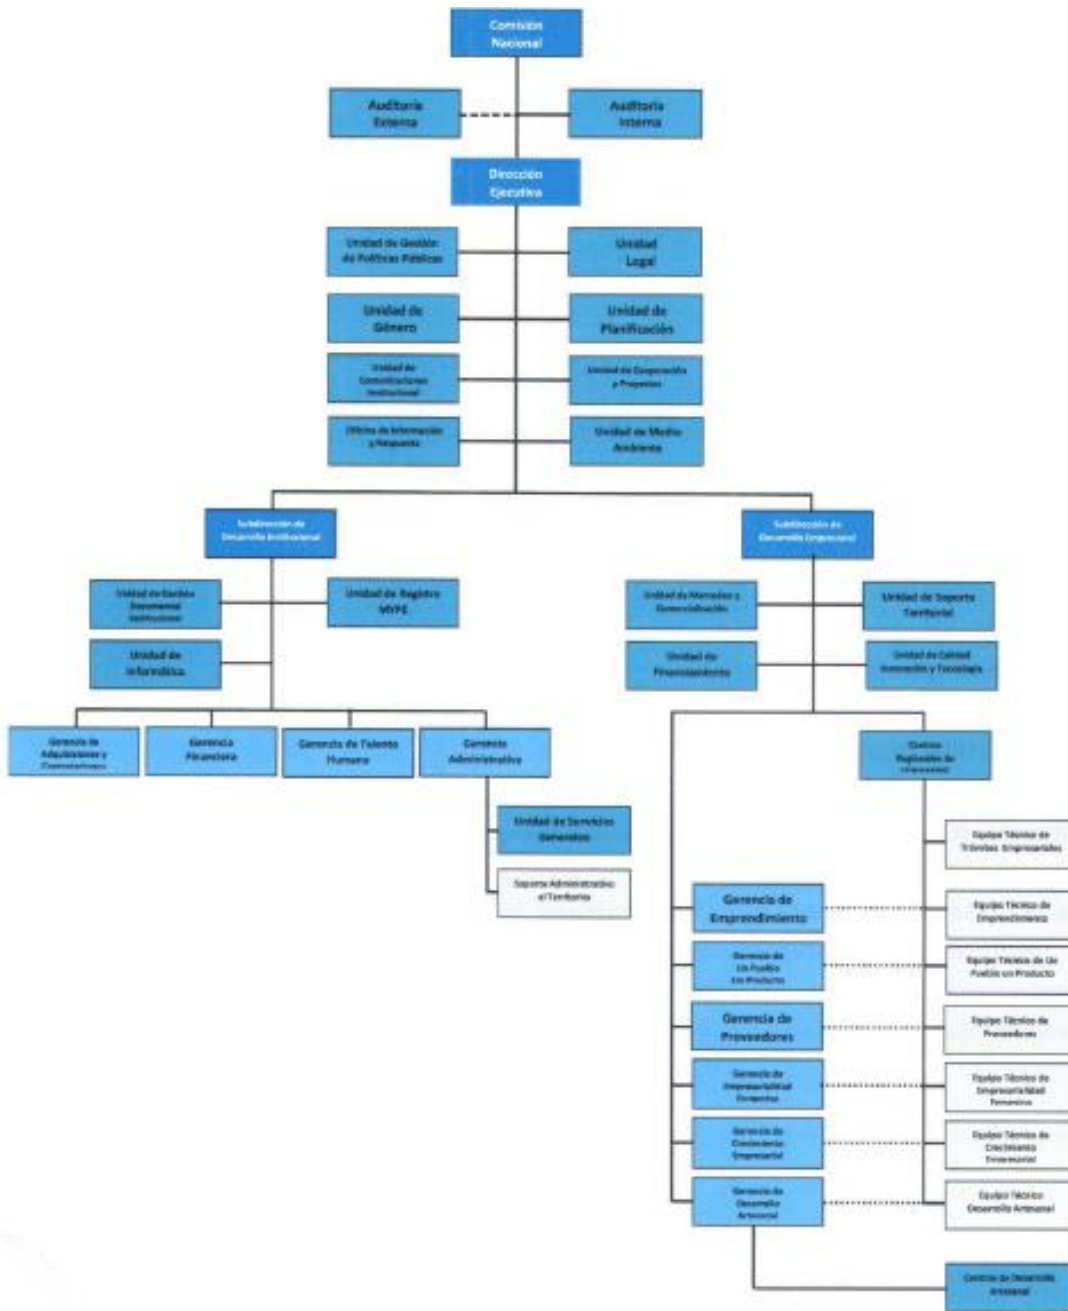 Comisión
Nacional
Auditoría
Externa
Auditoría
Interna
Dirección
Ejecutiva
Unidad de Gestión
de Políticas Públicas
Unidad
Legal
Unidad de
Género
Unidad de
Planificación
Unidad de
Comunicaciones
Institucional
Unidad de Cooperación
y Proyectos
Oficina de Información
y Respuesta
Unidad de Medio
Ambiente
Subdirección de
Desarrollo Institucional
Subdirección de
Desarrollo Empresarial
Unidad de Gestión
Documental
Institucional
Unidad de Registro
MYPE
Unidad de Mercadeo y
Comercialización
Unidad de Soporte
Territorial
Unidad de
Informática
Unidad de
Financiamiento
Unidad de Calidad
Innovación y Tecnología
Gerencia de
Adquisiciones y
Gerencia
Financiera
Gerencia de Talento
Humano
Gerencia
Administrativa
Centros
Regionales de
Unidad de Servicios
Generales
Soporte Administrativo
al Territorio
Equipo Técnico de
Trámites Empresariales
Gerencia de
Emprendimiento
Equipo Técnico de
Emprendimiento
Gerencia de
Un Pueblo
Un Producto
Equipo Técnico de Un
Pueblo un Producto
Gerencia de
Proveedores
Equipo Técnico de
Proveedores
Gerencia de
Empresarialidad
Femenina
Equipo Técnico de
Empresarialidad
Femenina
Gerencia de
Crecimiento
Empresarial
Equipo Técnico de
Crecimiento
Empresarial
Gerencia de
Desarrollo
Artesanal
Equipo Técnico
Desarrollo Artesanal
Centros de Desarrollo
Artesanal